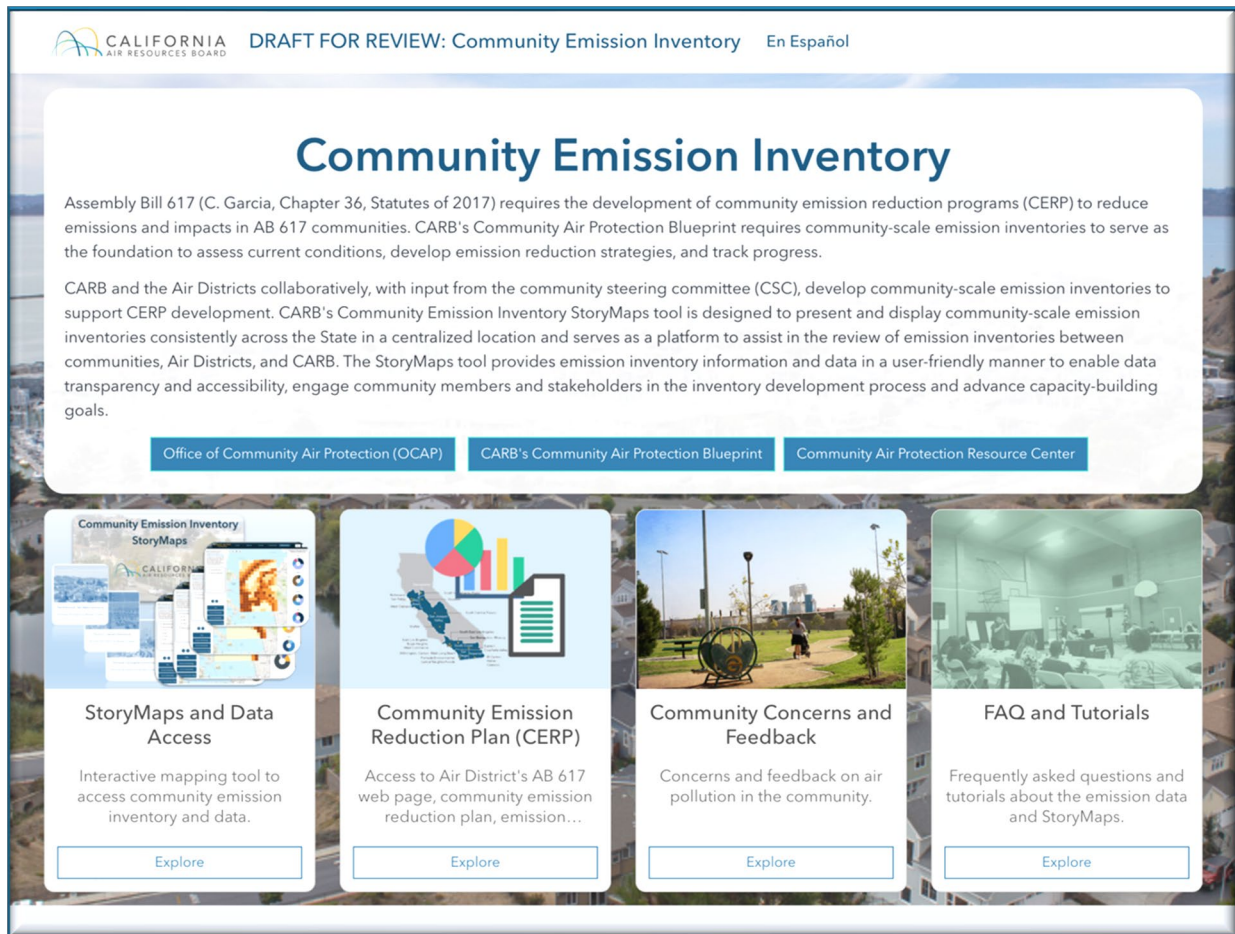 CALIFORNIA
AIR RESOURCES BOARD
DRAFT FOR REVIEW: Community Emission Inventory
En Español
Community Emission Inventory
Assembly Bill 617 (C. Garcia, Chapter 36, Statutes of 2017) requires the development of community emission reduction programs (CERP) to reduce
emissions and impacts in AB 617 communities. CARB's Community Air Protection Blueprint requires community-scale emission inventories to serve as
the foundation to assess current conditions, develop emission reduction strategies, and track progress.
CARB and the Air Districts collaboratively, with input from the community steering committee (CSC), develop community-scale emission inventories to
support CERP development. CARB's Community Emission Inventory StoryMaps tool is designed to present and display community-scale emission
inventories consistently across the State in a centralized location and serves as a platform to assist in the review of emission inventories between
communities, Air Districts, and CARB. The StoryMaps tool provides emission inventory information and data in a user-friendly manner to enable data
transparency and accessibility, engage community members and stakeholders in the inventory development process and advance capacity-building
goals.
Office of Community Air Protection (OCAP)
CARB's Community Air Protection Blueprint
Community Air Protection Resource Center
Community Emission Inventory
StoryMaps
StoryMaps and Data
Access
Interactive mapping tool to
access community emission
inventory and data.
Explore
Community Emission
Reduction Plan (CERP)
Access to Air District's AB 617
web page, community emission
reduction plan, emission…
Explore
Community Concerns and
Feedback
Concerns and feedback on air
pollution in the community.
Explore
FAQ and Tutorials
Frequently asked questions and
tutorials about the emission data
and StoryMaps.
Explore